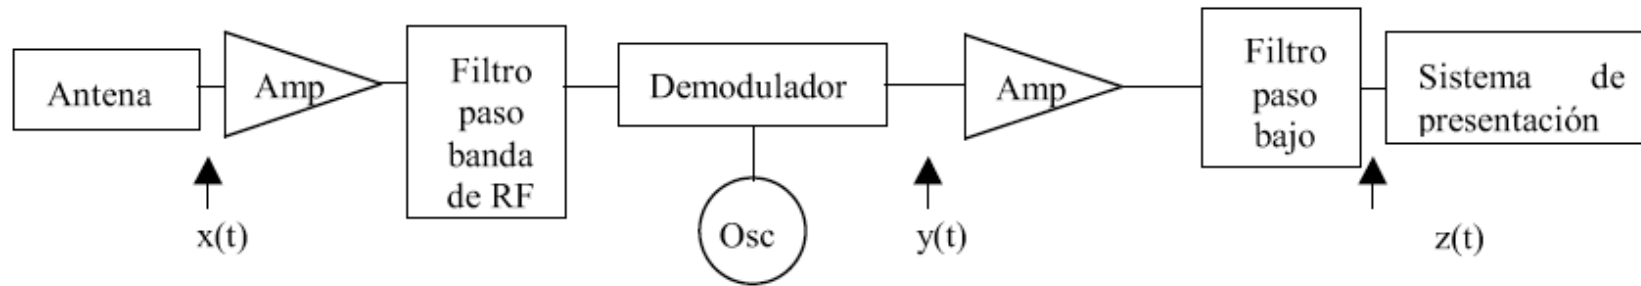 Antena
Amp
Filtro
paso
banda
de RF
Demodulador
Osc
Amp
Filtro
paso
bajo
Sistema de
presentación
x(t)
y(t)
z(t)